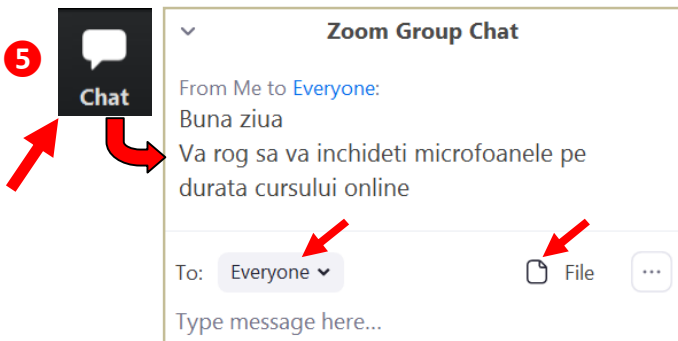 5
Chat
Zoom Group Chat
From Me to Everyone:
Buna ziua
Va rog sa va inchideti microfoanele pe
durata cursului online
To: Everyone File ...
Type message here...